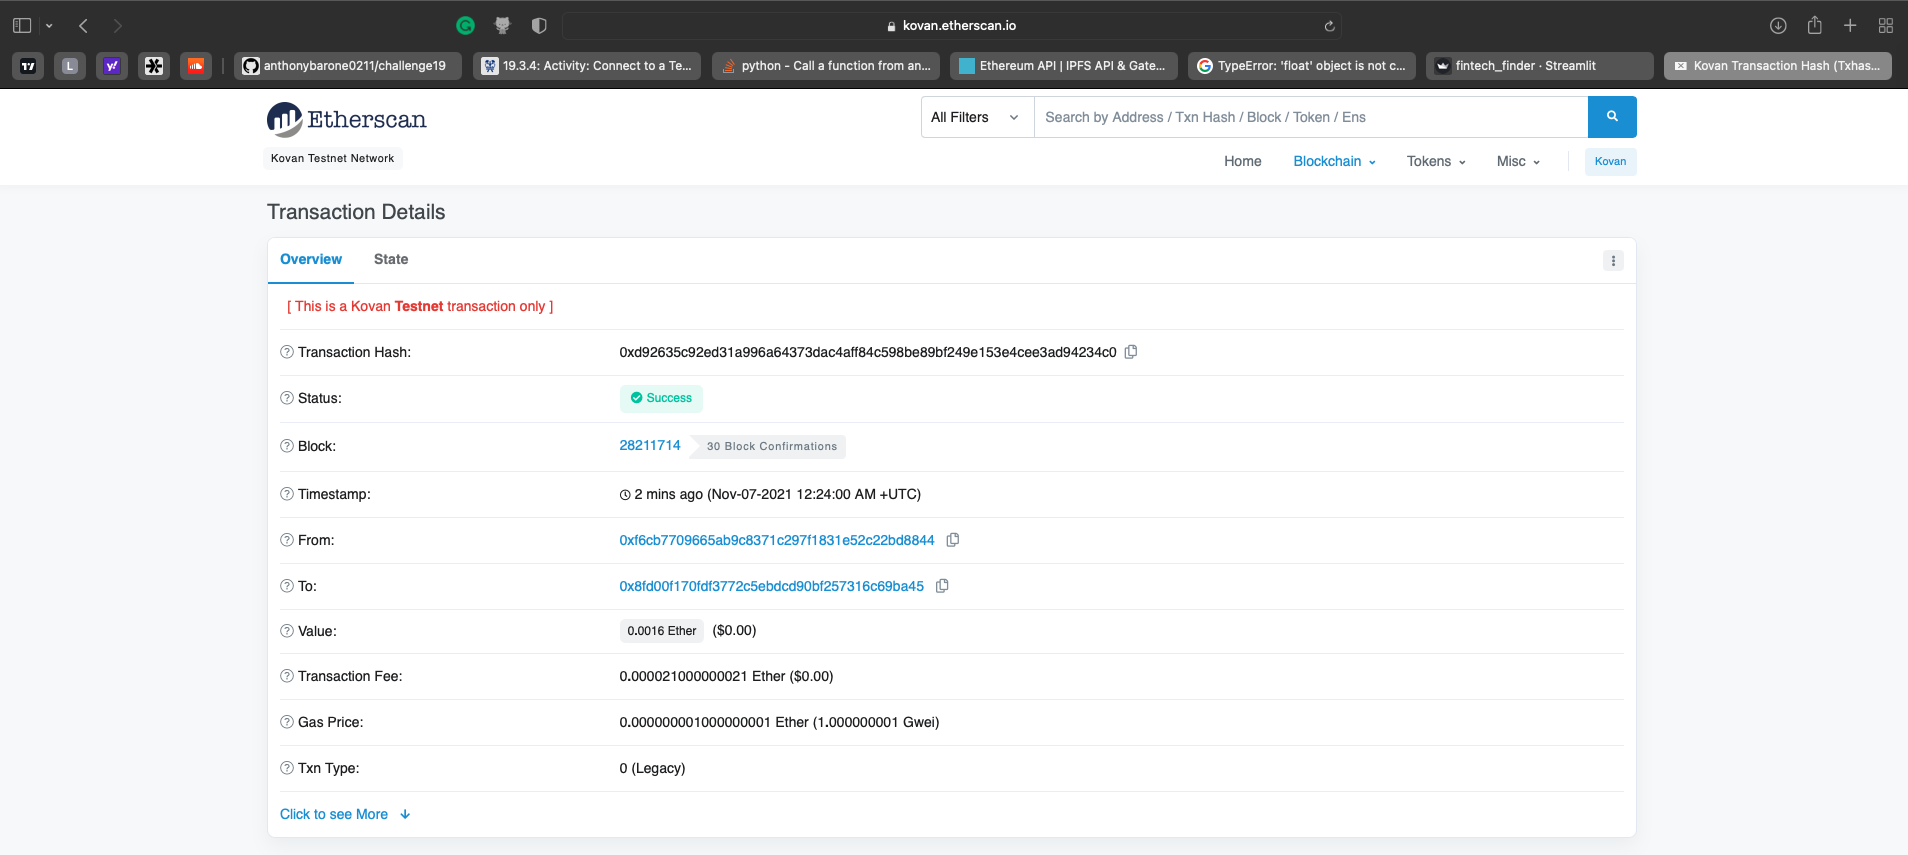 kovan.etherscan.io
L
y!
anthonybarone0211/challenge19
19.3.4: Activity: Connect to a Te...
python - Call a function from an...
Ethereum API | IPFS API & Gate...
TypeError: 'float' object is not c...
fintech_finder · Streamlit
Kovan Transaction Hash (Txhas...
Etherscan
All Filters
Search by Address / Txn Hash / Block / Token / Ens
Kovan Testnet Network
Home
Blockchain
Tokens
Misc
Kovan
Transaction Details
Overview
State
[ This is a Kovan Testnet transaction only ]
Transaction Hash:
0xd92635c92ed31a996a64373dac4aff84c598be89bf249e153e4cee3ad94234c0
Status:
Success
Block:
28211714
30 Block Confirmations
Timestamp:
2 mins ago (Nov-07-2021 12:24:00 AM +UTC)
From:
0xf6cb7709665ab9c8371c297f1831e52c22bd8844
To:
0x8fd00f170fdf3772c5ebdcd90bf257316c69ba45
Value:
0.0016 Ether
($0.00)
Transaction Fee:
0.000021000000021 Ether ($0.00)
Gas Price:
0.000000001000000001 Ether (1.000000001 Gwei)
Txn Type:
0 (Legacy)
Click to see More